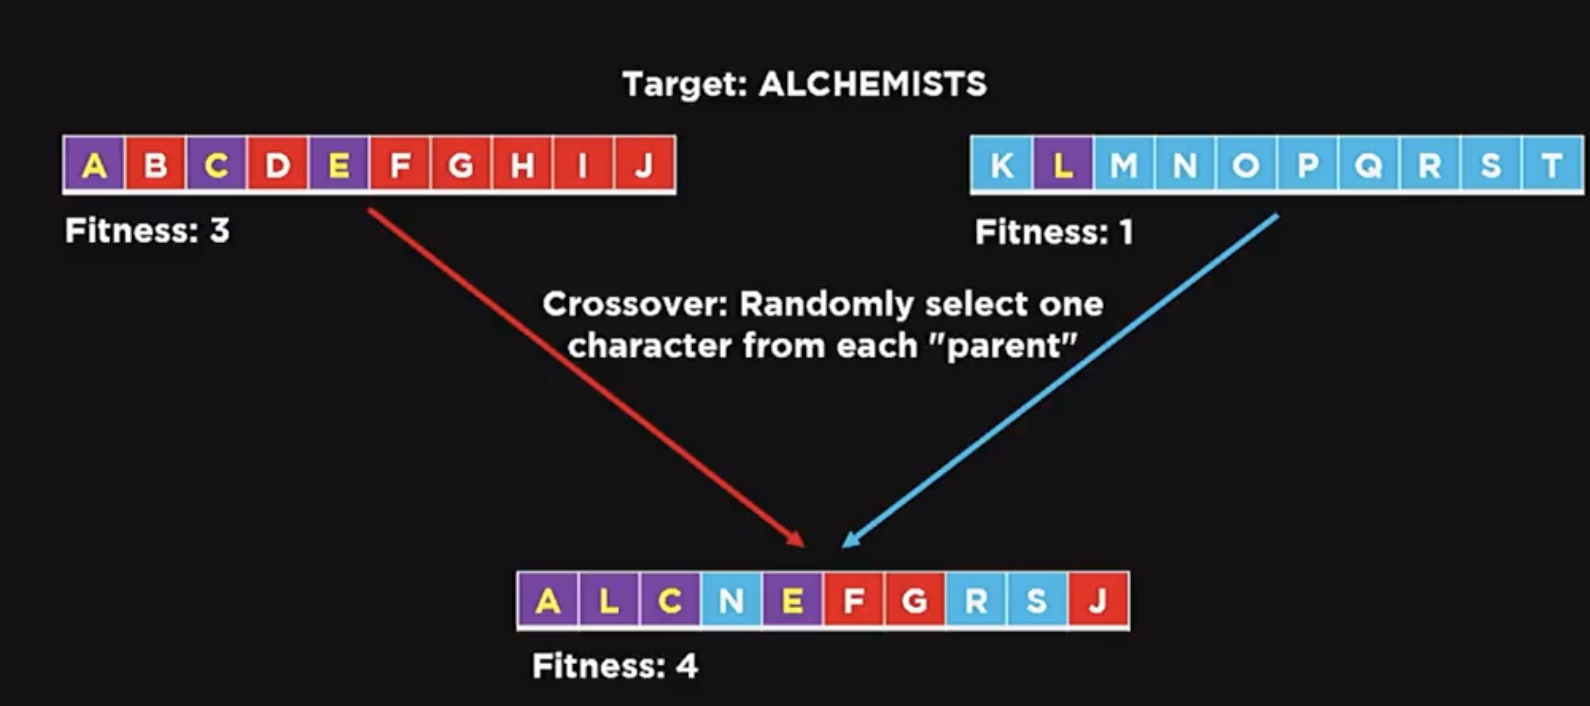 Target: ALCHEMISTS
A B C D E F G H I J
K L M N O P Q R S T
Fitness: 3
Fitness: 1
Crossover: Randomly select one
character from each "parent"
A L C N E F G R S J
Fitness: 4